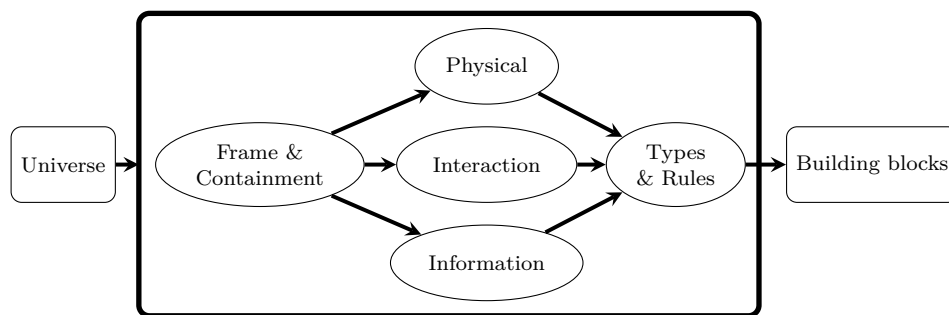 Physical
Universe
Frame &
Containment
Interaction
Types
& Rules
Building blocks
Information